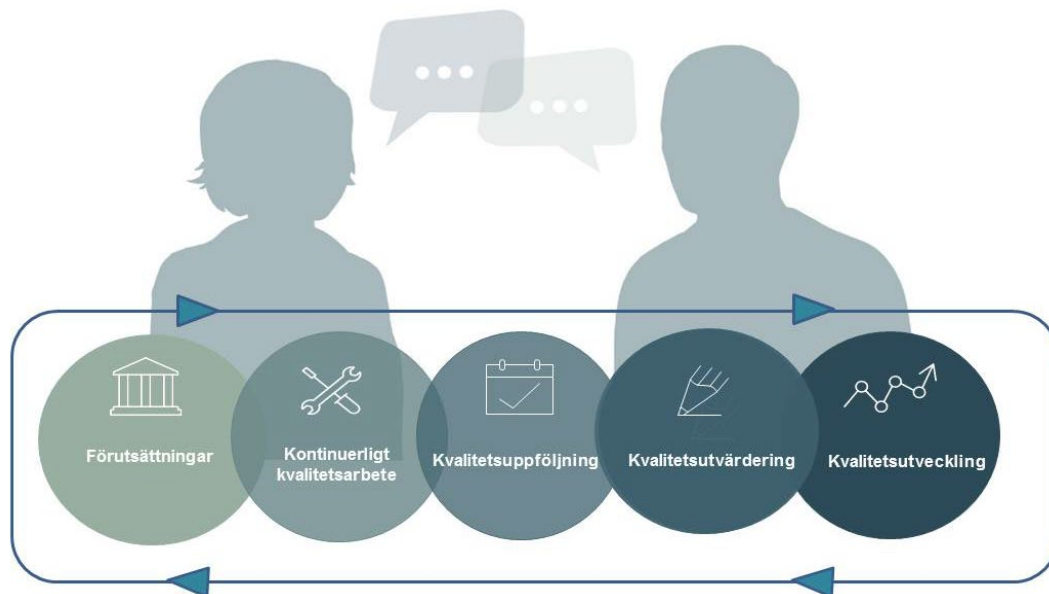 Förutsättningar
Kontinuerligt
kvalitetsarbete
Kvalitetsuppföljning
Kvalitetsutvärdering
Kvalitetsutveckling